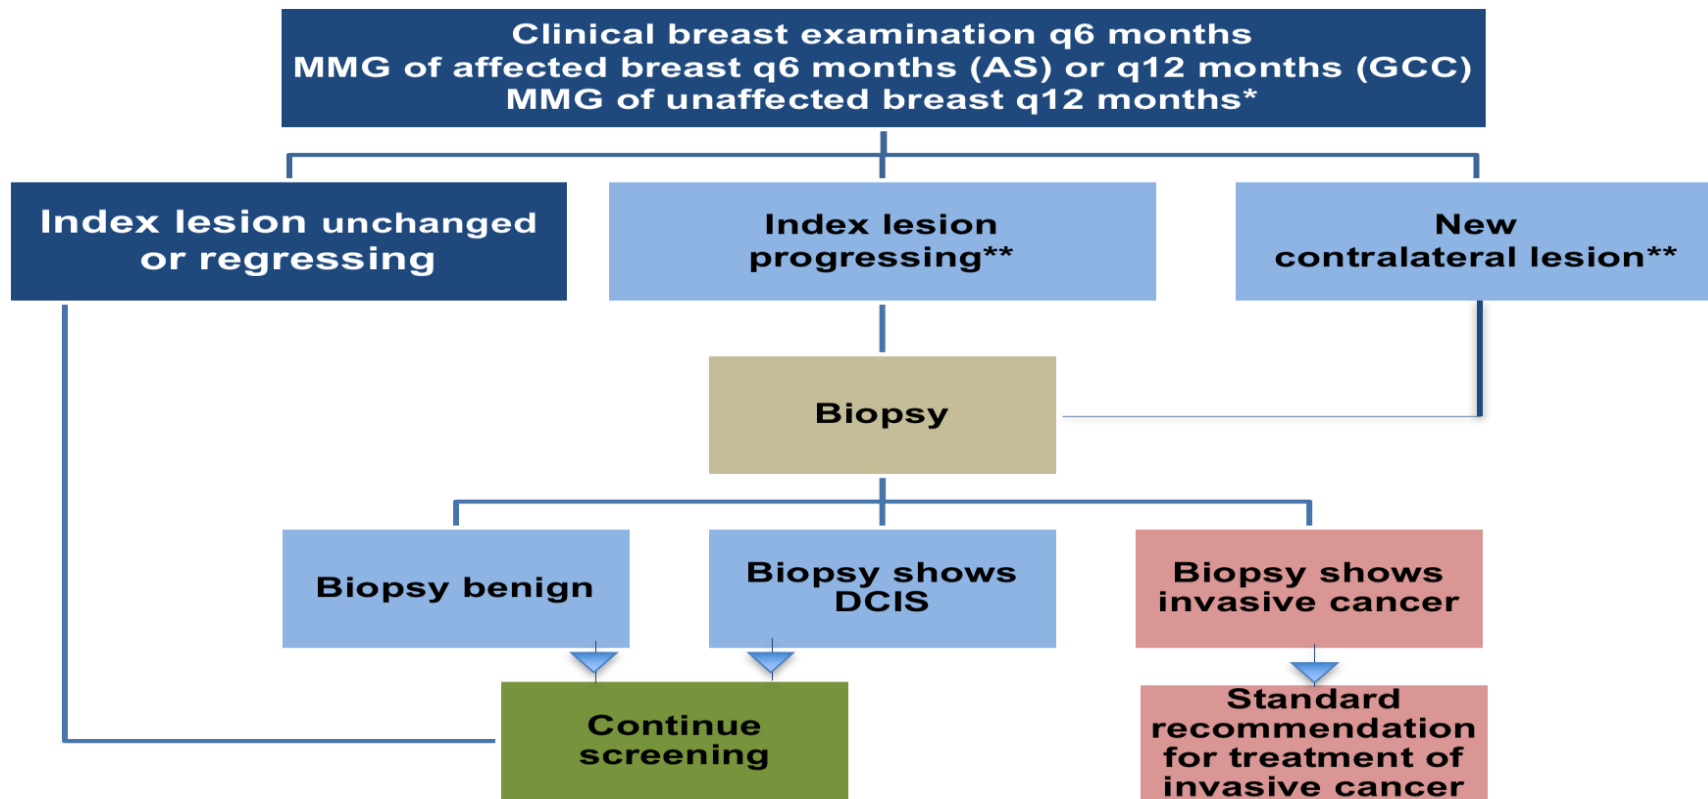 Clinical breast examination q6 months
MMG of affected breast q6 months (AS) or q12 months (GCC)
MMG of unaffected breast q12 months*
Index lesion unchanged
or regressing
Index lesion
progressing**
New
contralateral lesion**
Biopsy
Biopsy benign
Biopsy shows
DCIS
Biopsy shows
invasive cancer
Continue
screening
Standard
recommendation
for treatment of
invasive cancer